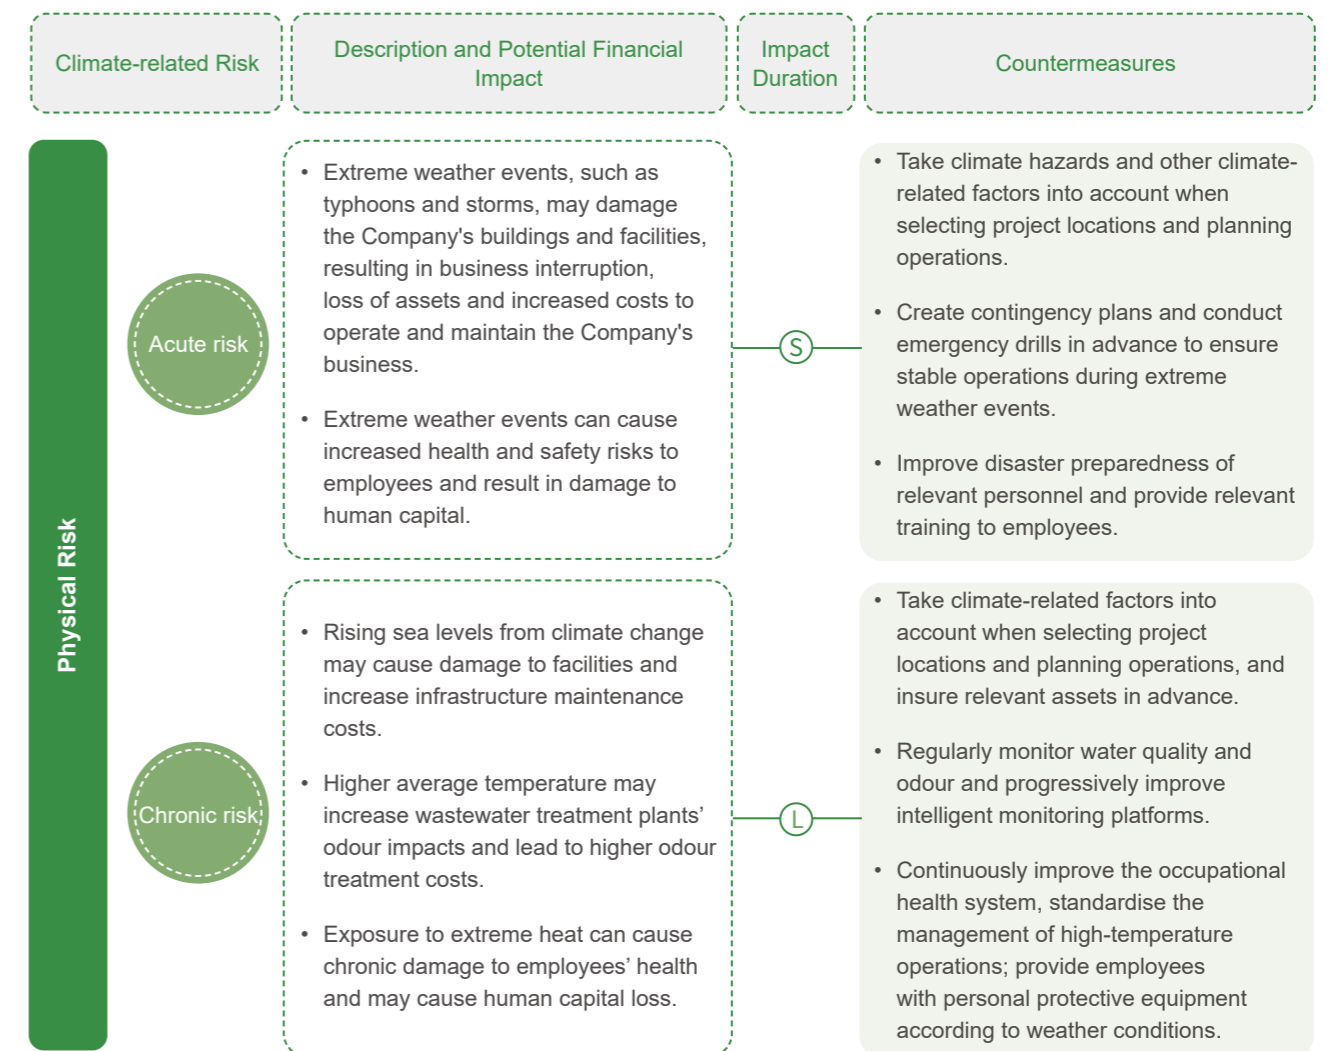 Climate-related Risk
Description and Potential Financial
Impact
Impact
Duration
Countermeasures
Physical Risk
Acute risk
• Extreme weather events, such as
typhoons and storms, may damage
the Company's buildings and facilities,
resulting in business interruption,
loss of assets and increased costs to
operate and maintain the Company's
business.
• Extreme weather events can cause
increased health and safety risks to
employees and result in damage to
human capital.
S
• Take climate hazards and other climate-
related factors into account when
selecting project locations and planning
operations.
• Create contingency plans and conduct
emergency drills in advance to ensure
stable operations during extreme
weather events.
• Improve disaster preparedness of
relevant personnel and provide relevant
training to employees.
Chronic risk
• Rising sea levels from climate change
may cause damage to facilities and
increase infrastructure maintenance
costs.
• Higher average temperature may
increase wastewater treatment plants’
odour impacts and lead to higher odour
treatment costs.
• Exposure to extreme heat can cause
chronic damage to employees’ health
and may cause human capital loss.
L
• Take climate-related factors into
account when selecting project
locations and planning operations, and
insure relevant assets in advance.
• Regularly monitor water quality and
odour and progressively improve
intelligent monitoring platforms.
• Continuously improve the occupational
health system, standardise the
management of high-temperature
operations; provide employees
with personal protective equipment
according to weather conditions.